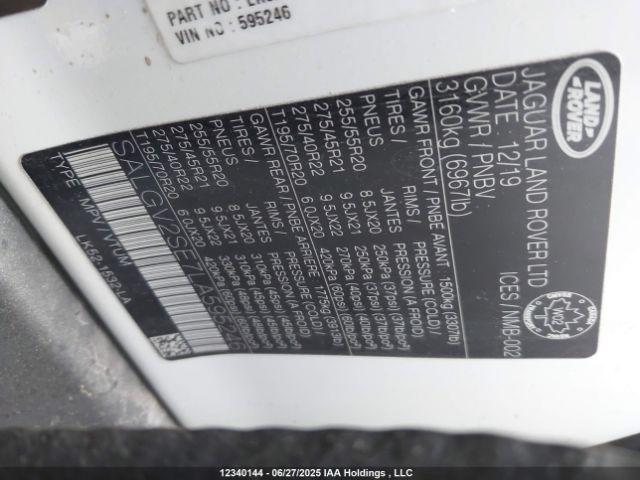 PART NO :
VIN NO : 595246
LAND
ROVER
JAGUAR LAND ROVER LTD
DATE 12/19
ICES / NMB-002
GVWR / PNBV
3160kg (6967lb)
GAWR FRONT / PNBE AVANT : 1500kg (3307lb)
TIRES / RIMS / PRESSURE (COLD) /
PNEUS JANTES PRESSION (A FROID)
255/55R20 8.5JX20 250kPa (37psi)
275/45R21 9.5JX21 250kPa (37psi)
275/40R22 9.5JX22 270kPa
T195/70R20 6.0JX20 420kPa (60psi)
GAWR REAR / PNBE ARRIERE : 1775kg (3913lb)
TIRES / RIMS / PRESSURE (COLD) /
PNEUS JANTES PRESSION (A FROID)
255/55R20 8.5JX20 310kPa (45psi)
275/45R21 9.5JX21 310kPa (45psi)
275/40R22 9.5JX22 330kPa
T195/70R20 6.0JX20 420kPa (60psi)
SALGV2SE7LA595246
TYPE : MPV / VTUM
LK62-1532-LA
12340144 - 06/27/2025 IAA Holdings , LLC